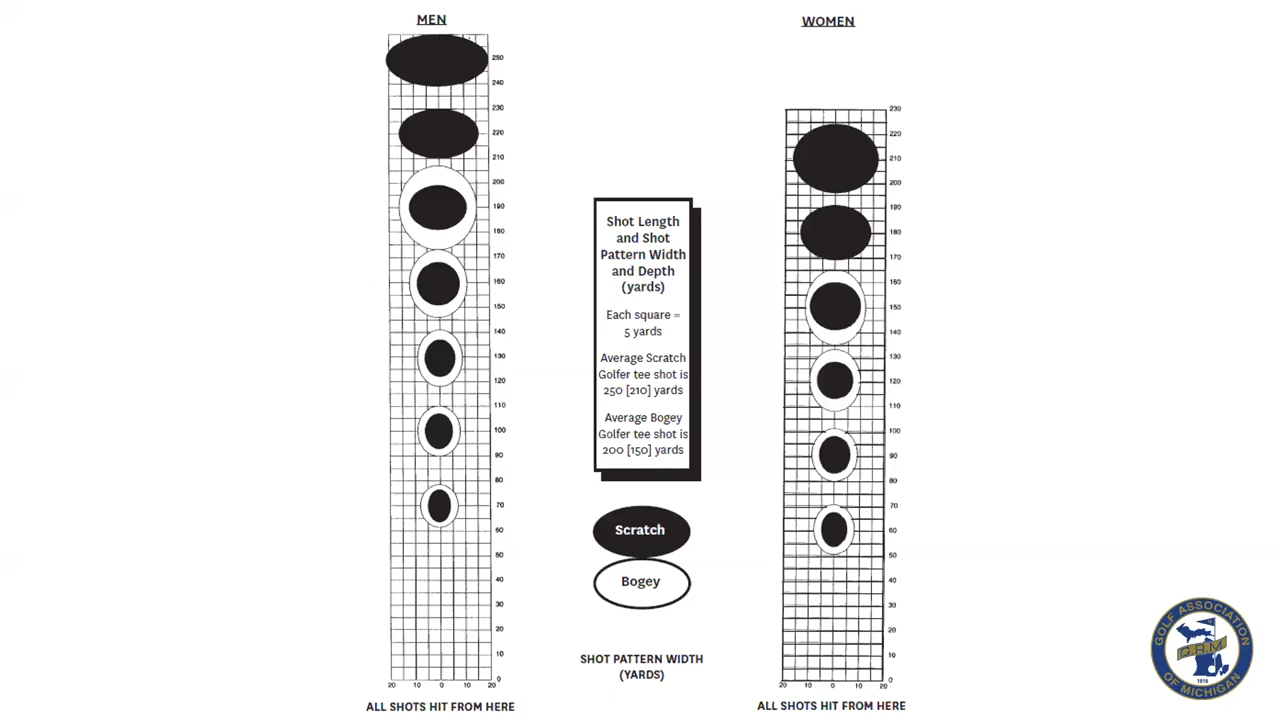 MEN
250
240
230
220
210
200
190
180
170
160
150
140
130
120
110
100
90
80
70
60
50
40
30
20
10
0
20 10 0 10 20
ALL SHOTS HIT FROM HERE
Shot Length
and Shot
Pattern Width
and Depth
(yards)
Each square =
5 yards
Average Scratch
Golfer tee shot is
250 [210] yards
Average Bogey
Golfer tee shot is
200 [150] yards
Scratch
Bogey
SHOT PATTERN WIDTH
(YARDS)
WOMEN
230
220
210
200
190
180
170
160
150
140
130
120
110
100
90
80
70
60
50
40
30
20
10
0
20 10 0 10 20
ALL SHOTS HIT FROM HERE
GOLF ASSOCIATION
G.A.M
1919
OF MICHIGAN